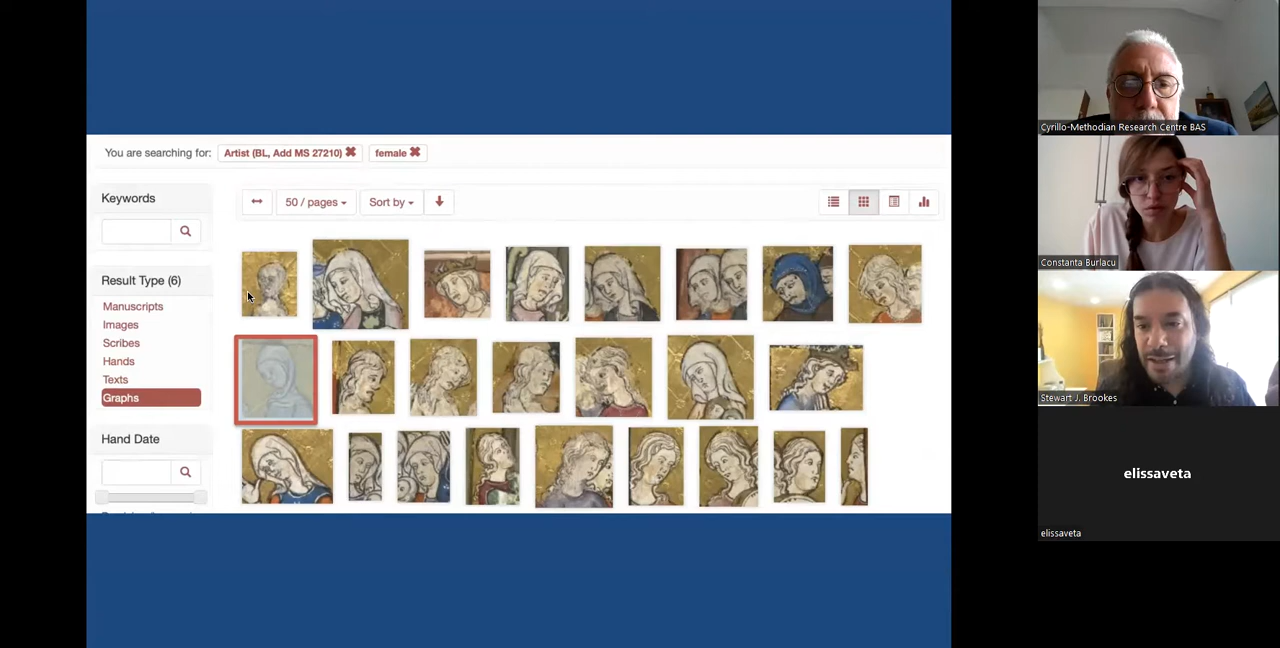 You are searching for: Artist (BL, Add MS 27210) ✖ female ✖
Keywords
50 / pages
Sort by
Result Type (6)
Manuscripts
Images
Scribes
Hands
Texts
Graphs
Hand Date
Cyrillo-Methodian Research Centre BAS
Constanta Burlacu
Stewart J. Brookes
elissaveta
elissaveta